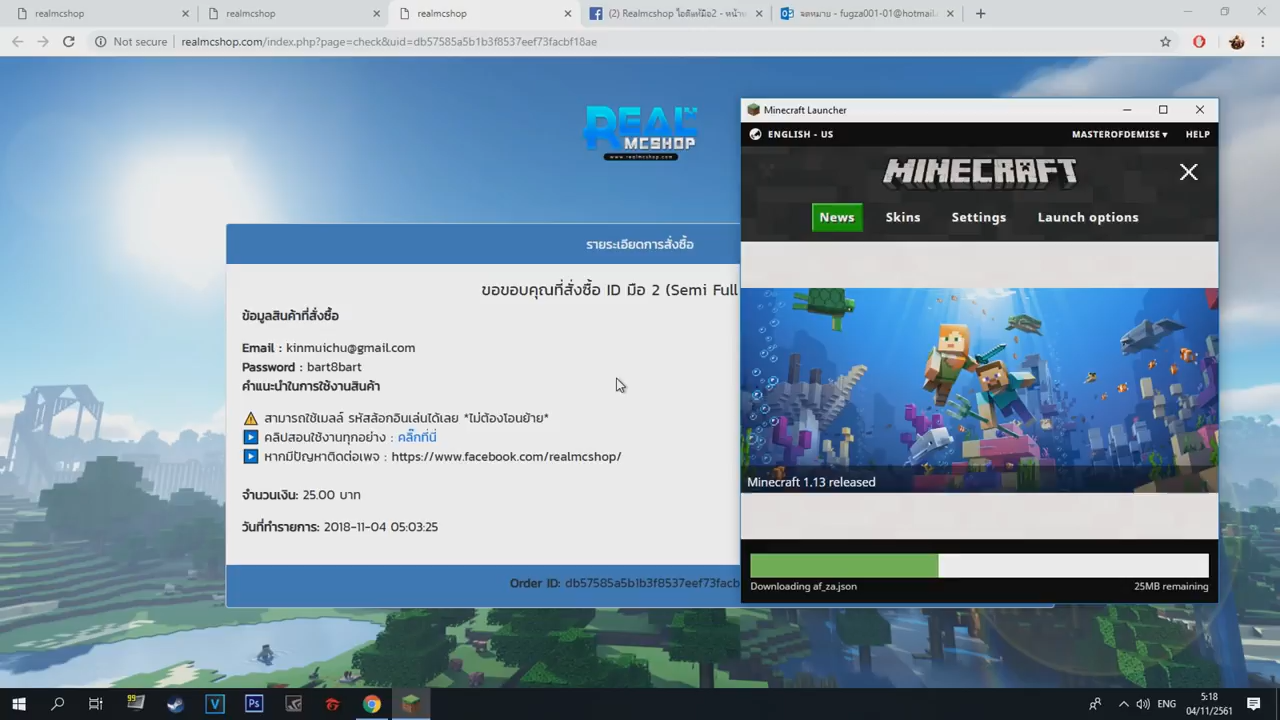 realmcshop
realmcshop
realmcshop
(2) Realmcshop ไอดีแท้มือ2 - หน้า
จดหมาย - fugza001-01@hotmail.
Not secure
realmcshop.com/index.php?page=check&uid=db57585a5b1b3f8537eef73facbf18ae
REAL
MCSHOP
www.realmcshop.com
รายระเอียดการสั่งซื้อ
ขอขอบคุณที่สั่งซื้อ ID มือ 2 (Semi Full
ข้อมูลสินค้าที่สั่งซื้อ
Email : kinmuichu@gmail.com
Password : bart8bart
คำแนะนำในการใช้งานสินค้า
สามารถใช้เมลล์ รหัสล้อกอินเล่นได้เลย *ไม่ต้องโอนย้าย*
คลิปสอนใช้งานทุกอย่าง : คลิ๊กที่นี่
หากมีปัญหาติดต่อเพจ : https://www.facebook.com/realmcshop/
จำนวนเงิน: 25.00 บาท
วันที่ทำรายการ: 2018-11-04 05:03:25
Order ID: db57585a5b1b3f8537eef73facb
Minecraft Launcher
ENGLISH - US
MASTEROFDEMISE
HELP
MINECRAFT
News
Skins
Settings
Launch options
Minecraft 1.13 released
Downloading af_za.json
25MB remaining
99
V
Ps
ENG
5:18
04/11/2561